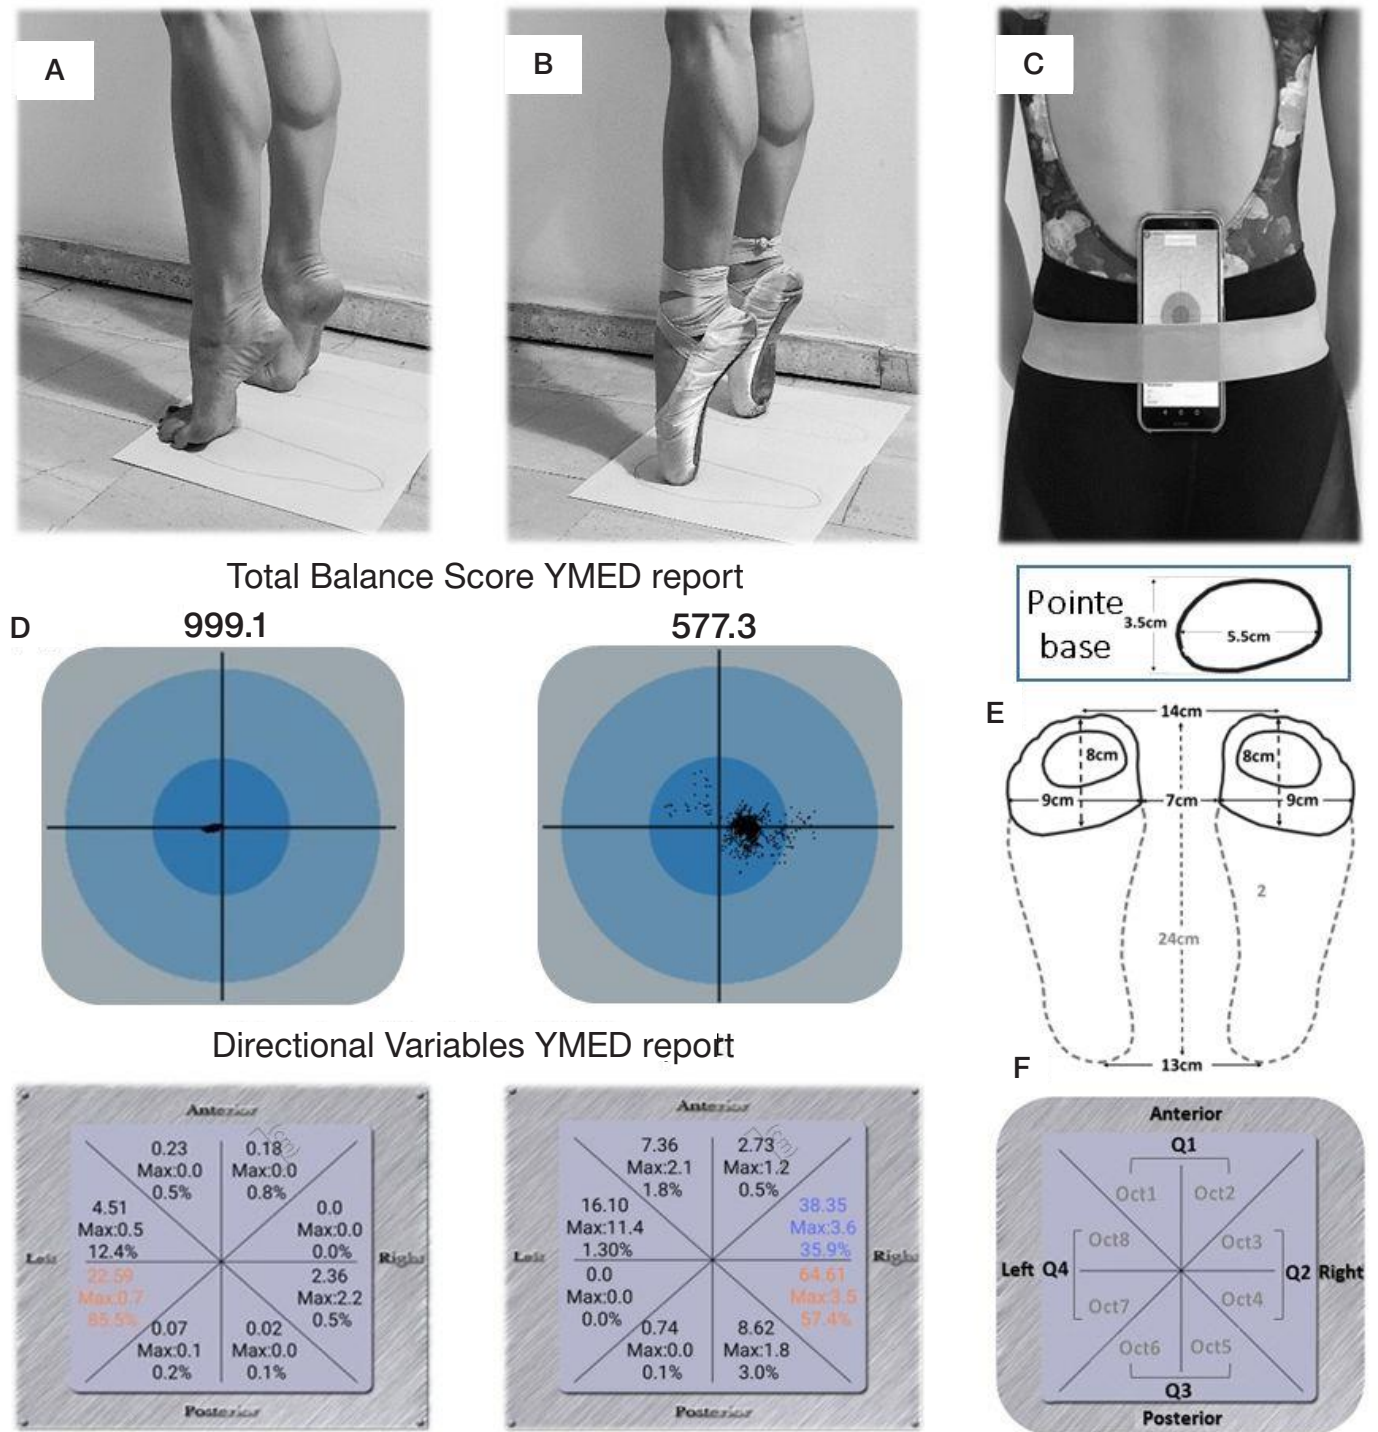 A
B
C
Total Balance Score YMED report
D
999.1
577.3
Pointe
base
3.5cm
5.5cm
E
14cm
8cm
8cm
9cm
7cm
9cm
2
24cm
13cm
Directional Variables YMED report
Anterior
0.23
Max:0.0
0.5%
0.18
Max:0.0
0.8%
4.51
Max:0.5
12.4%
0.0
Max:0.0
0.0%
Left
Right
22.59
Max:0.7
85.5%
2.36
Max:2.2
0.5%
0.07
Max:0.1
0.2%
0.02
Max:0.0
0.1%
Posterior
Anterior
7.36
Max:2.1
1.8%
2.73
Max:1.2
0.5%
16.10
Max:11.4
1.30%
38.35
Max:3.6
35.9%
Left
Right
0.0
Max:0.0
0.0%
64.61
Max:3.5
57.4%
0.74
Max:0.0
0.1%
8.62
Max:1.8
3.0%
Posterior
F
Anterior
Q1
Oct1
Oct2
Oct8
Oct3
Left
Q4
Q2
Right
Oct7
Oct4
Oct6
Oct5
Q3
Posterior